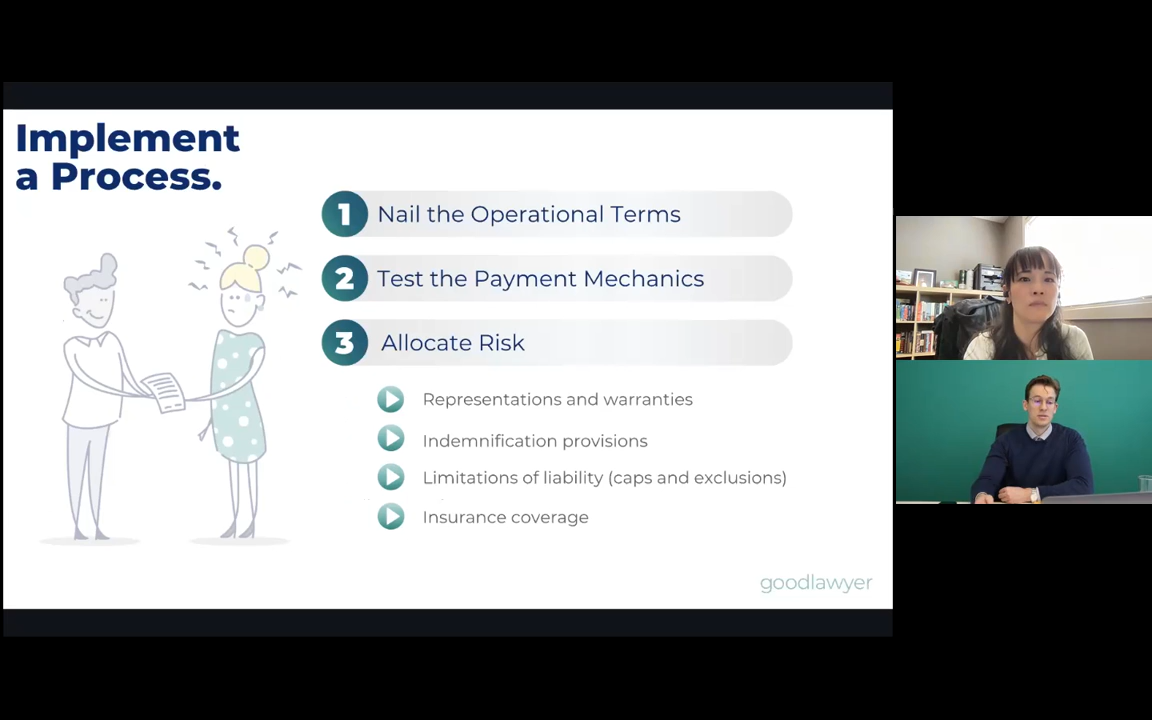 Implement
a Process.
1 Nail the Operational Terms
2 Test the Payment Mechanics
3 Allocate Risk
Representations and warranties
Indemnification provisions
Limitations of liability (caps and exclusions)
Insurance coverage
goodlawyer